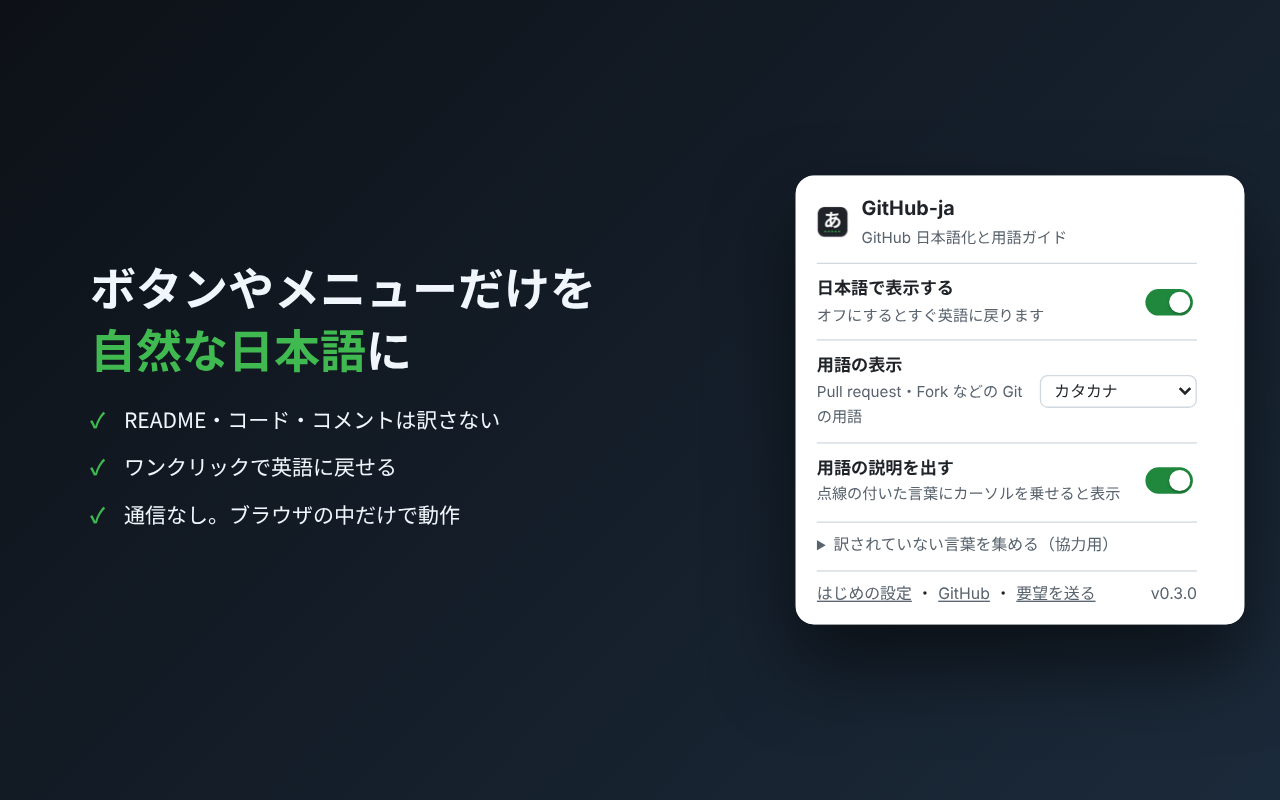 ボタンやメニューだけを
自然な日本語に
✓ README・コード・コメントは訳さない
✓ ワンクリックで英語に戻せる
✓ 通信なし。ブラウザの中だけで動作
あ
GitHub-ja
GitHub 日本語化と用語ガイド
日本語で表示する
オフにするとすぐ英語に戻ります
用語の表示
Pull request・Fork などの Git
の用語
カタカナ
用語の説明を出す
点線の付いた言葉にカーソルを乗せると表示
▶ 訳されていない言葉を集める（協力用）
はじめの設定 ・ GitHub ・ 要望を送る v0.3.0